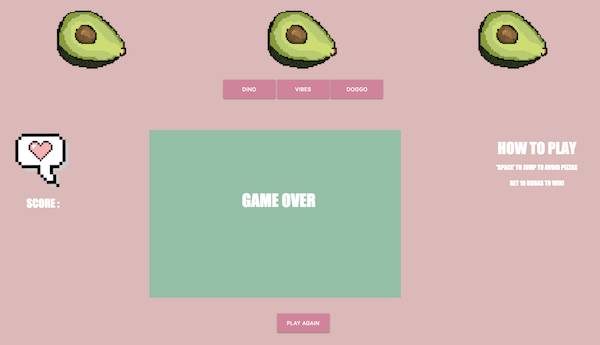 DINO
VIBES
DOGGO
HOW TO PLAY
'SPACE' TO JUMP TO AVOID PIZZAS
GET 10 DINOS TO WIN!
SCORE :
GAME OVER
PLAY AGAIN